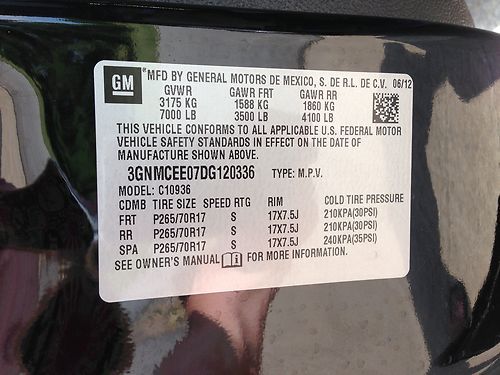 GM
*MFD BY GENERAL MOTORS DE MEXICO, S. DE R.L. DE C.V. 06/12
GVWR GAWR FRT GAWR RR
3175 KG 1588 KG 1860 KG
7000 LB 3500 LB 4100 LB
THIS VEHICLE CONFORMS TO ALL APPLICABLE U.S. FEDERAL MOTOR
VEHICLE SAFETY STANDARDS IN EFFECT ON THE DATE OF
MANUFACTURE SHOWN ABOVE.
3GNMCEE07DG120336 TYPE: M.P.V.
MODEL: C10936
CDMB TIRE SIZE SPEED RTG RIM COLD TIRE PRESSURE
FRT P265/70R17 S 17X7.5J 210KPA(30PSI)
RR P265/70R17 S 17X7.5J 210KPA(30PSI)
SPA P265/70R17 S 17X7.5J 240KPA(35PSI)
SEE OWNER'S MANUAL FOR MORE INFORMATION.